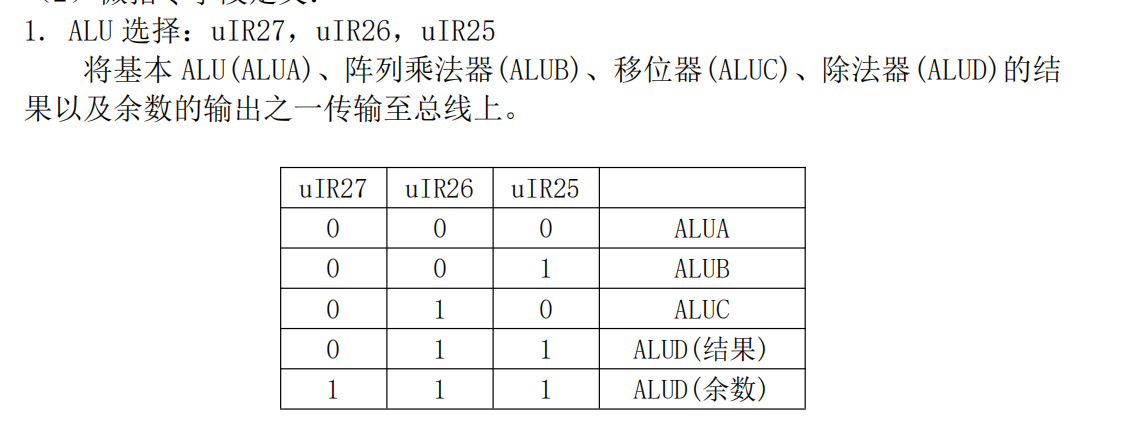 1. ALU 选择：uIR27，uIR26，uIR25
将基本 ALU(ALUA)、阵列乘法器(ALUB)、移位器(ALUC)、除法器(ALUD)的结
果以及余数的输出之一传输至总线上。
uIR27 uIR26 uIR25
0 0 0 ALUA
0 0 1 ALUB
0 1 0 ALUC
0 1 1 ALUD(结果)
1 1 1 ALUD(余数)